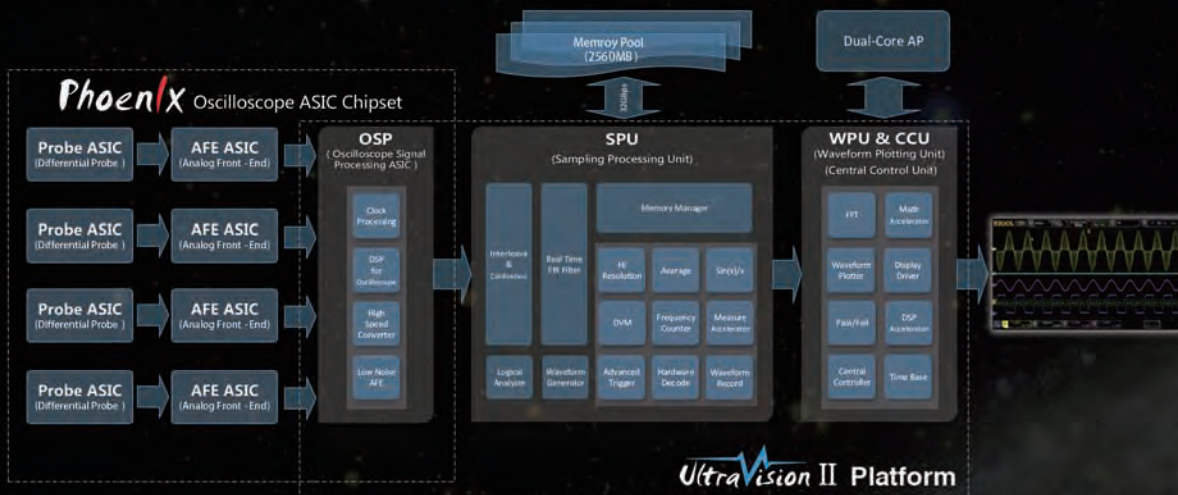 Memroy Pool
(2560MB)
Dual-Core AP
Phoenix Oscilloscope ASIC Chipset
Probe ASIC
(Differential Probe )
AFE ASIC
(Analog Front - End)
Probe ASIC
(Differential Probe )
AFE ASIC
(Analog Front - End)
Probe ASIC
(Differential Probe )
AFE ASIC
(Analog Front - End)
Probe ASIC
(Differential Probe )
AFE ASIC
(Analog Front - End)
OSP
( Oscilloscope Signal
Processing ASIC )
Clock
Processing
DSP
for
Oscilloscope
High
Speed
Converter
Low Noise
AFE
SPU
(Sampling Processing Unit)
Interleave
&
Real Time
FIR Filter
Memory Manager
Hi
Resolution
Average
Sin(x)/x
DVM
Frequency
Counter
Measure
Accelerator
Logical
Analyzer
Waveform
Generator
Advanced
Trigger
Hardware
Decode
Waveform
Record
WPU & CCU
(Waveform Plotting Unit)
(Central Control Unit)
FFT
Math
Accelerator
Waveform
Plotter
Display
Driver
Pass/Fail
DSP
Accelerator
Central
Controller
Time Base
RIGOL
UltraVision II Platform